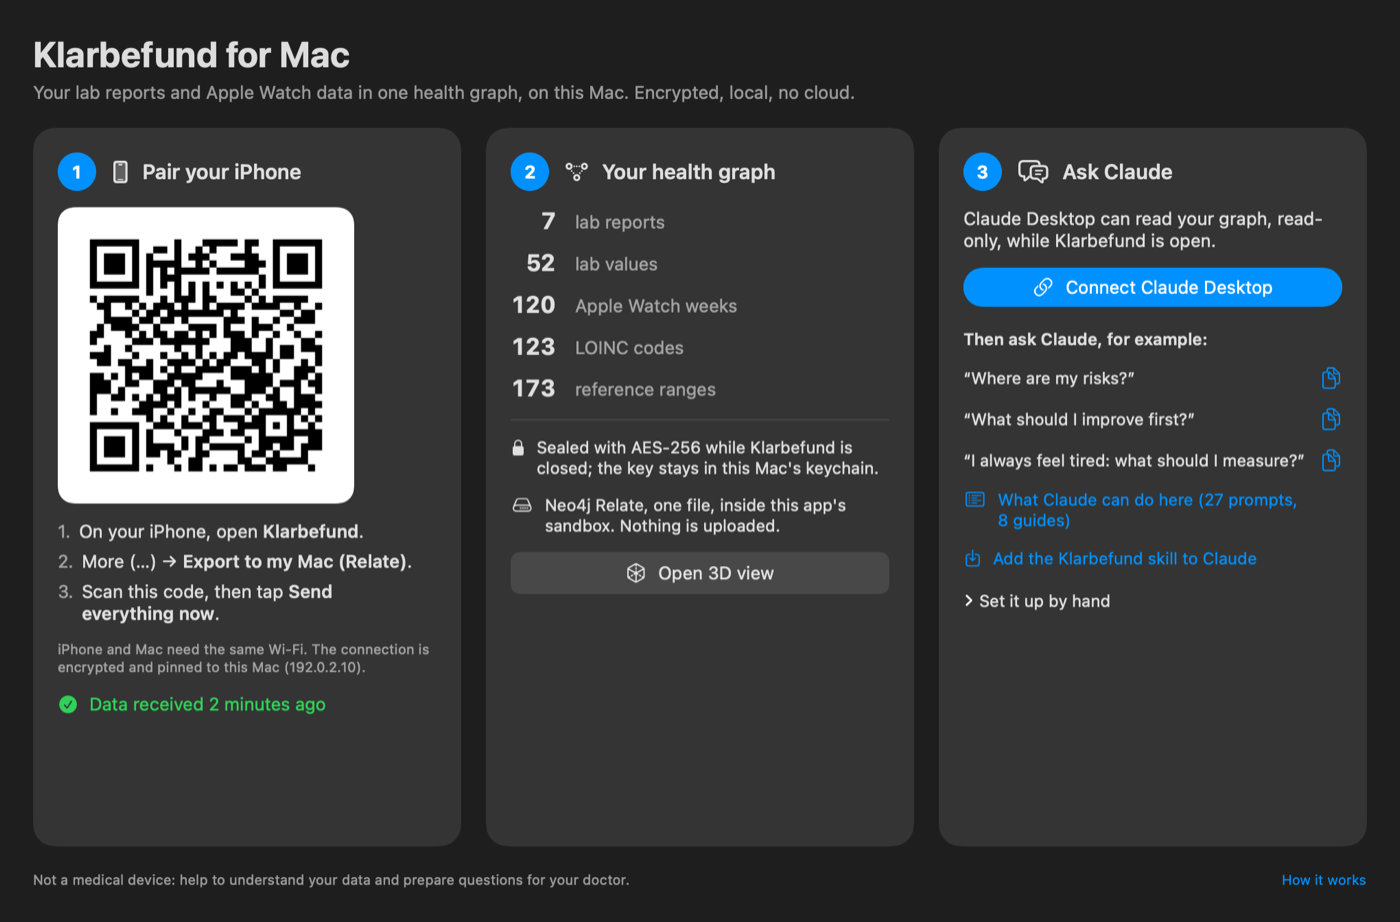 Klarbefund for Mac
Your lab reports and Apple Watch data in one health graph, on this Mac. Encrypted, local, no cloud.
1 Pair your iPhone
1. On your iPhone, open Klarbefund.
2. More (...) → Export to my Mac (Relate).
3. Scan this code, then tap Send
everything now.
iPhone and Mac need the same Wi-Fi. The connection is
encrypted and pinned to this Mac (192.0.2.10).
Data received 2 minutes ago
2 Your health graph
7 lab reports
52 lab values
120 Apple Watch weeks
123 LOINC codes
173 reference ranges
Sealed with AES-256 while Klarbefund is
closed; the key stays in this Mac's keychain.
Neo4j Relate, one file, inside this app's
sandbox. Nothing is uploaded.
Open 3D view
3 Ask Claude
Claude Desktop can read your graph, read-
only, while Klarbefund is open.
Connect Claude Desktop
Then ask Claude, for example:
“Where are my risks?”
“What should I improve first?”
“I always feel tired: what should I measure?”
What Claude can do here (27 prompts,
8 guides)
Add the Klarbefund skill to Claude
Set it up by hand
Not a medical device: help to understand your data and prepare questions for your doctor.
How it works